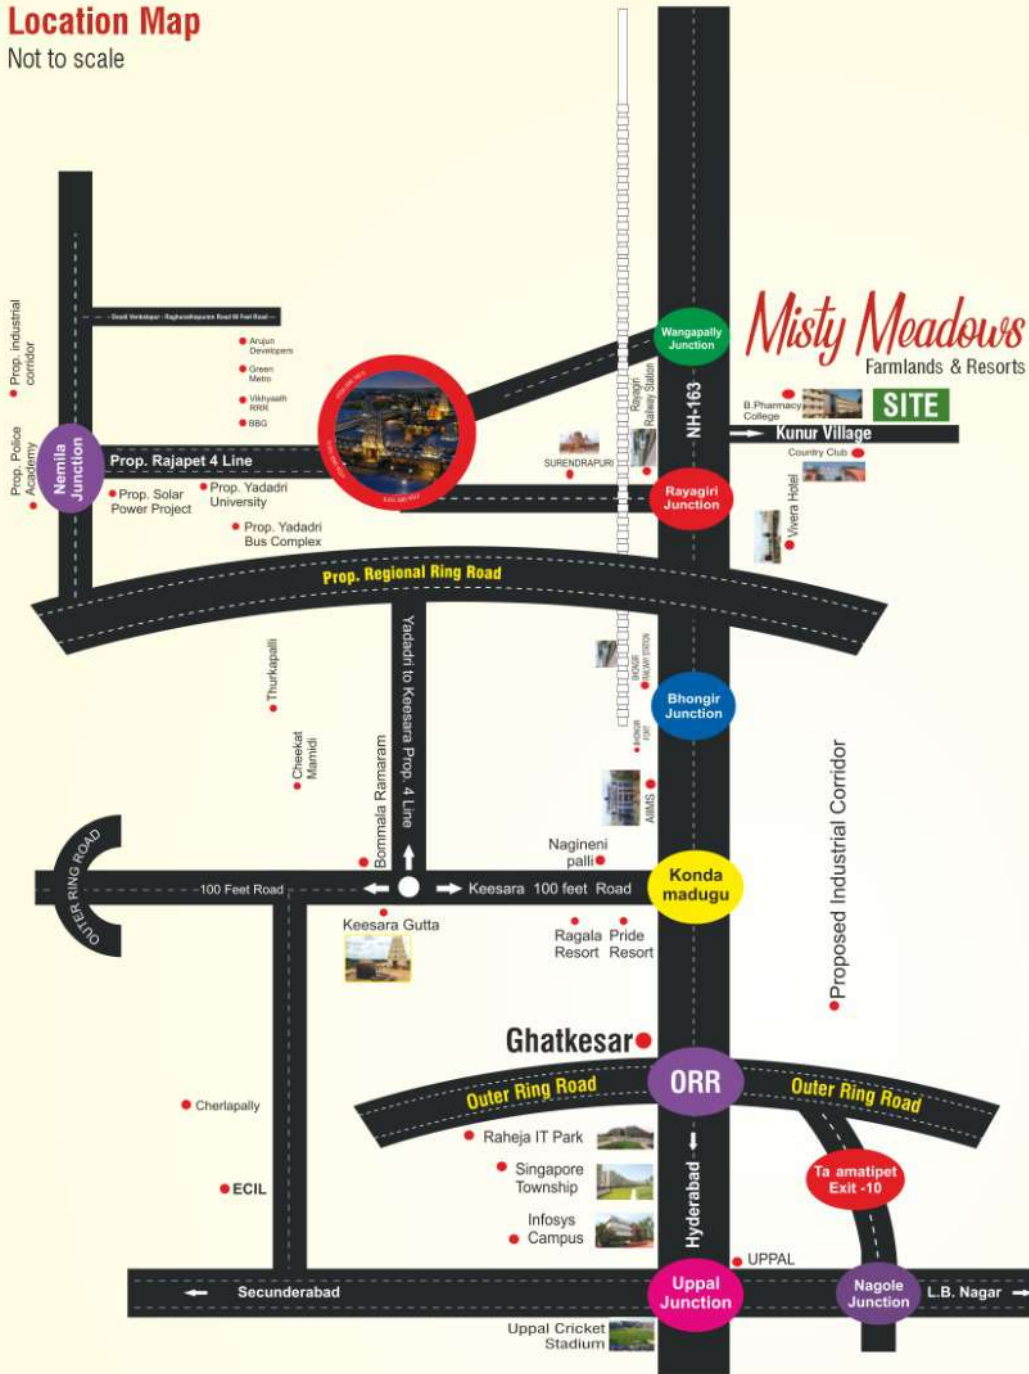 Location Map
Not to scale
Misty Meadows
Farmlands & Resorts
SITE
Wangapally
Junction
NH-163
Rayagiri
Railway Station
B.Pharmacy
College
Kunur Village
Country Club
Vivera Hotel
SURENDRAPURI
Rayagiri
Junction
Prop. industrial
corridor
Prop. Police
Academy
Arujun
Developers
Green
Metro
Vikhyaath
RRR
BBG
Nemila
Junction
Prop. Rajapet 4 Line
Prop. Solar
Power Project
Prop. Yadadri
University
Prop. Yadadri
Bus Complex
Prop. Regional Ring Road
Yadadri to Keesara Prop. 4 Line
Thurkapalli
Cheekat
Mamidi
Bommala Ramaram
BHONGIR
RAILWAY STATION
Bhongir
Junction
BHONGIR
FORT
AIIMS
Nagineni
palli
OUTER RING ROAD
100 Feet Road
Keesara 100 feet Road
Konda
madugu
Keesara Gutta
Ragala
Resort
Pride
Resort
Proposed Industrial Corridor
Ghatkesar
Outer Ring Road
ORR
Outer Ring Road
Cherlapally
ECIL
Raheja IT Park
Singapore
Township
Infosys
Campus
Hyderabad
Ta amatipet
Exit -10
UPPAL
Secunderabad
Uppal
Junction
Nagole
Junction
L.B. Nagar
Uppal Cricket
Stadium